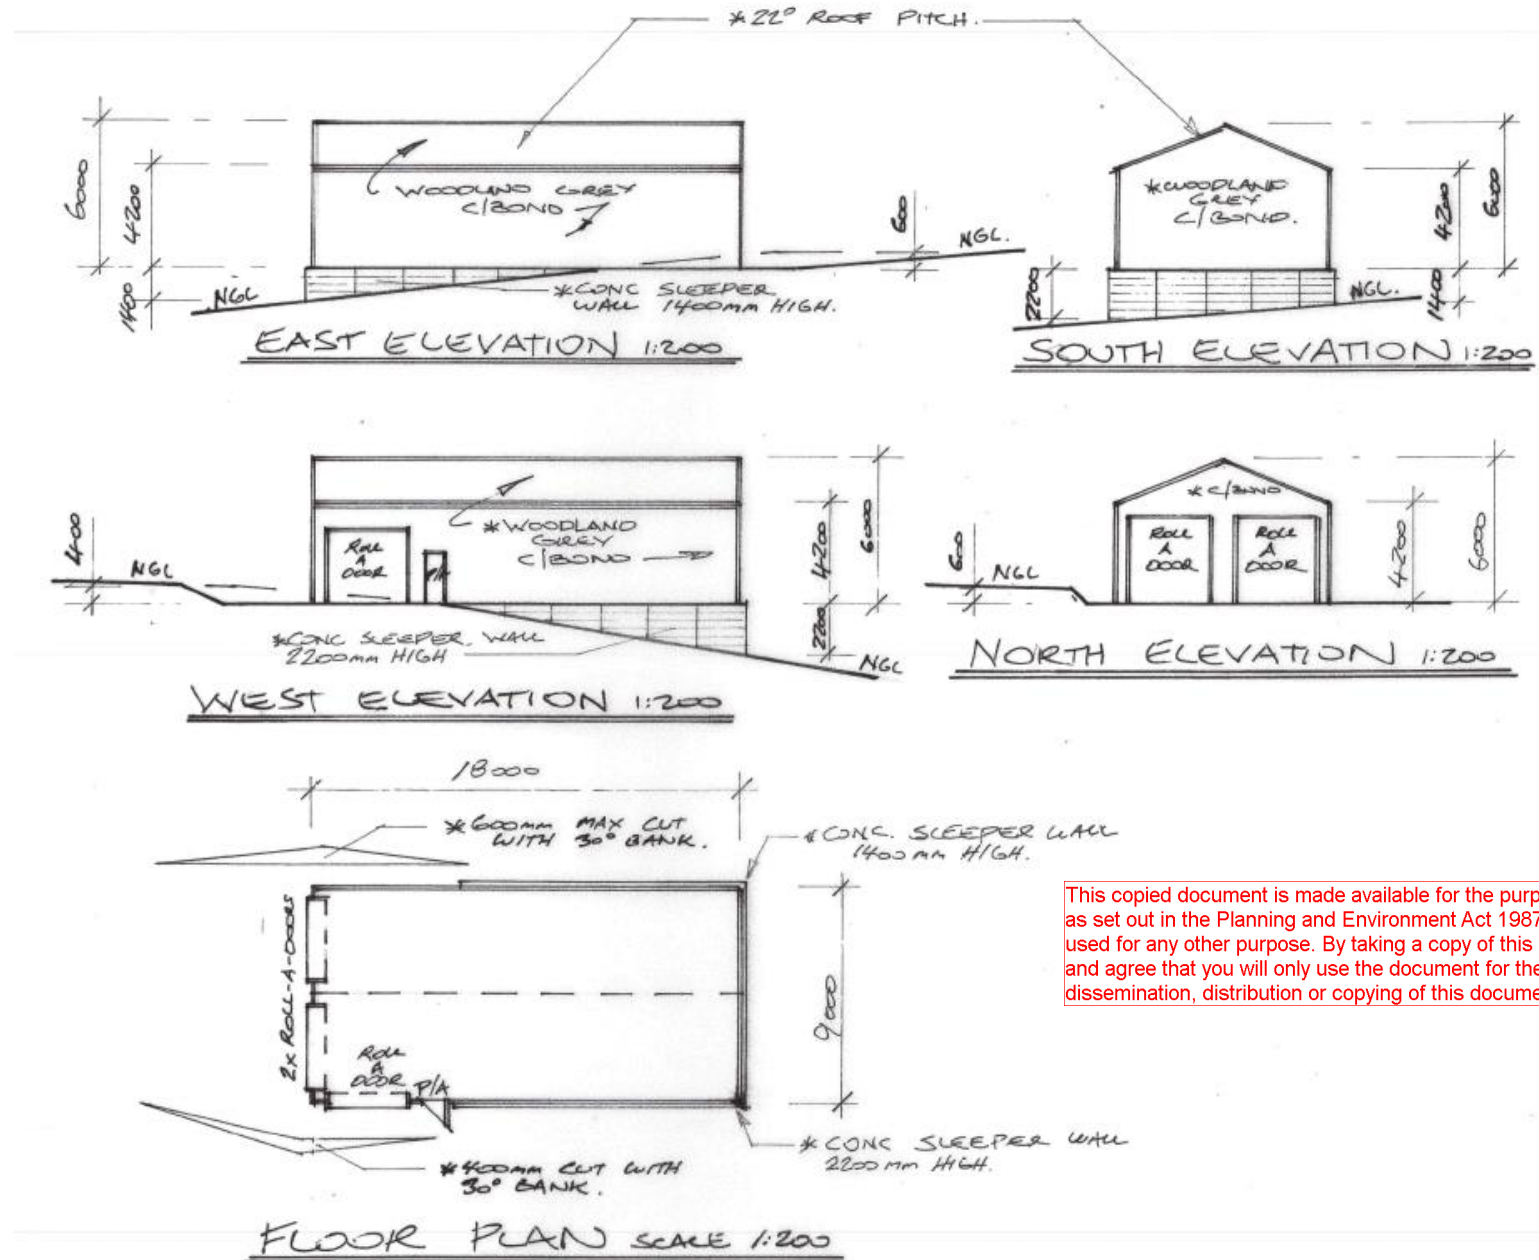 *22° ROOF PITCH.
6000
4200
1400
WOODLAND GREY
C/BOND
600
NGL.
NGL
*CONC SLEEPER
WALL 1400MM HIGH.
EAST ELEVATION 1:200
*WOODLAND
GREY
C/BOND.
2200
4200
6000
1400
NGL.
SOUTH ELEVATION 1:200
400
NGL
ROLL
A
DOOR
P/A
*WOODLAND
GREY
C/BOND
4200
6000
2200
*CONC SLEEPER. WALL
2200mm HIGH
NGL
WEST ELEVATION 1:200
600
NGL
*C/BOND
ROLL
A
DOOR
ROLL
A
DOOR
4200
6000
NORTH ELEVATION 1:200
18000
*600mm MAX CUT
WITH 30° BANK.
*CONC. SLEEPER WALL
1400mm HIGH.
2x ROLL-A-DOORS
ROLL
A
DOOR
P/A
9000
*CONC SLEEPER WALL
2200mm HIGH.
*400mm CUT WITH
30° BANK.
FLOOR PLAN SCALE 1:200
This copied document is made available for the purp
as set out in the Planning and Environment Act 1987
used for any other purpose. By taking a copy of this
and agree that you will only use the document for the
dissemination, distribution or copying of this docume